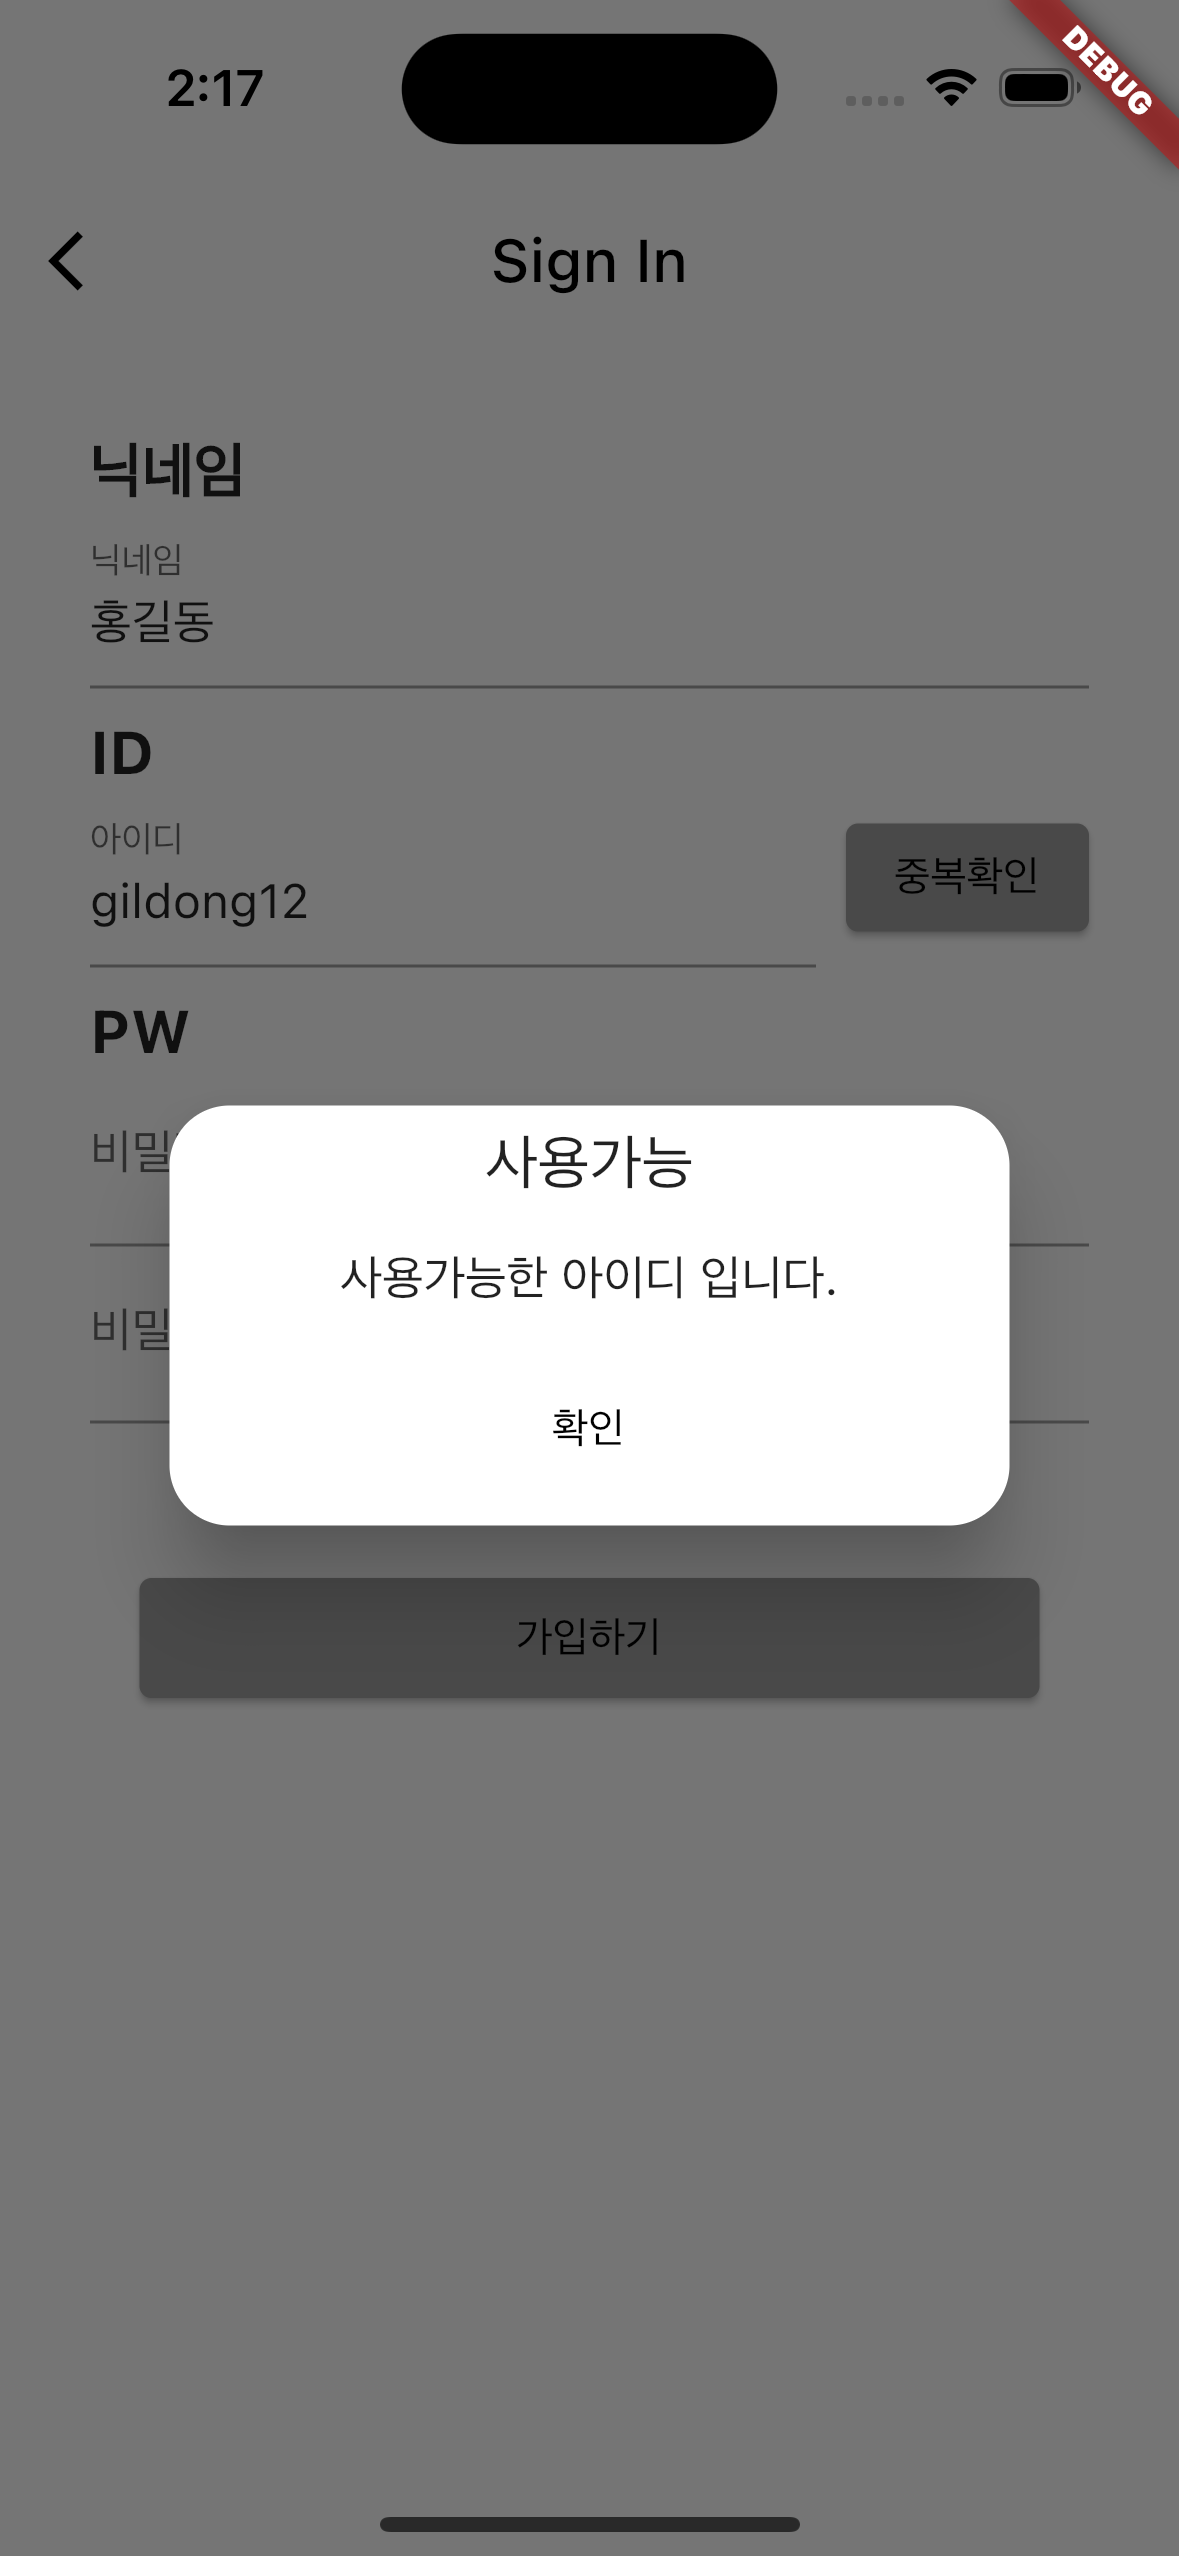 2:17
DEBUG
Sign In
닉네임
닉네임
홍길동
ID
아이디
gildong12
중복확인
PW
비밀
사용가능
사용가능한 아이디 입니다.
비밀
확인
가입하기